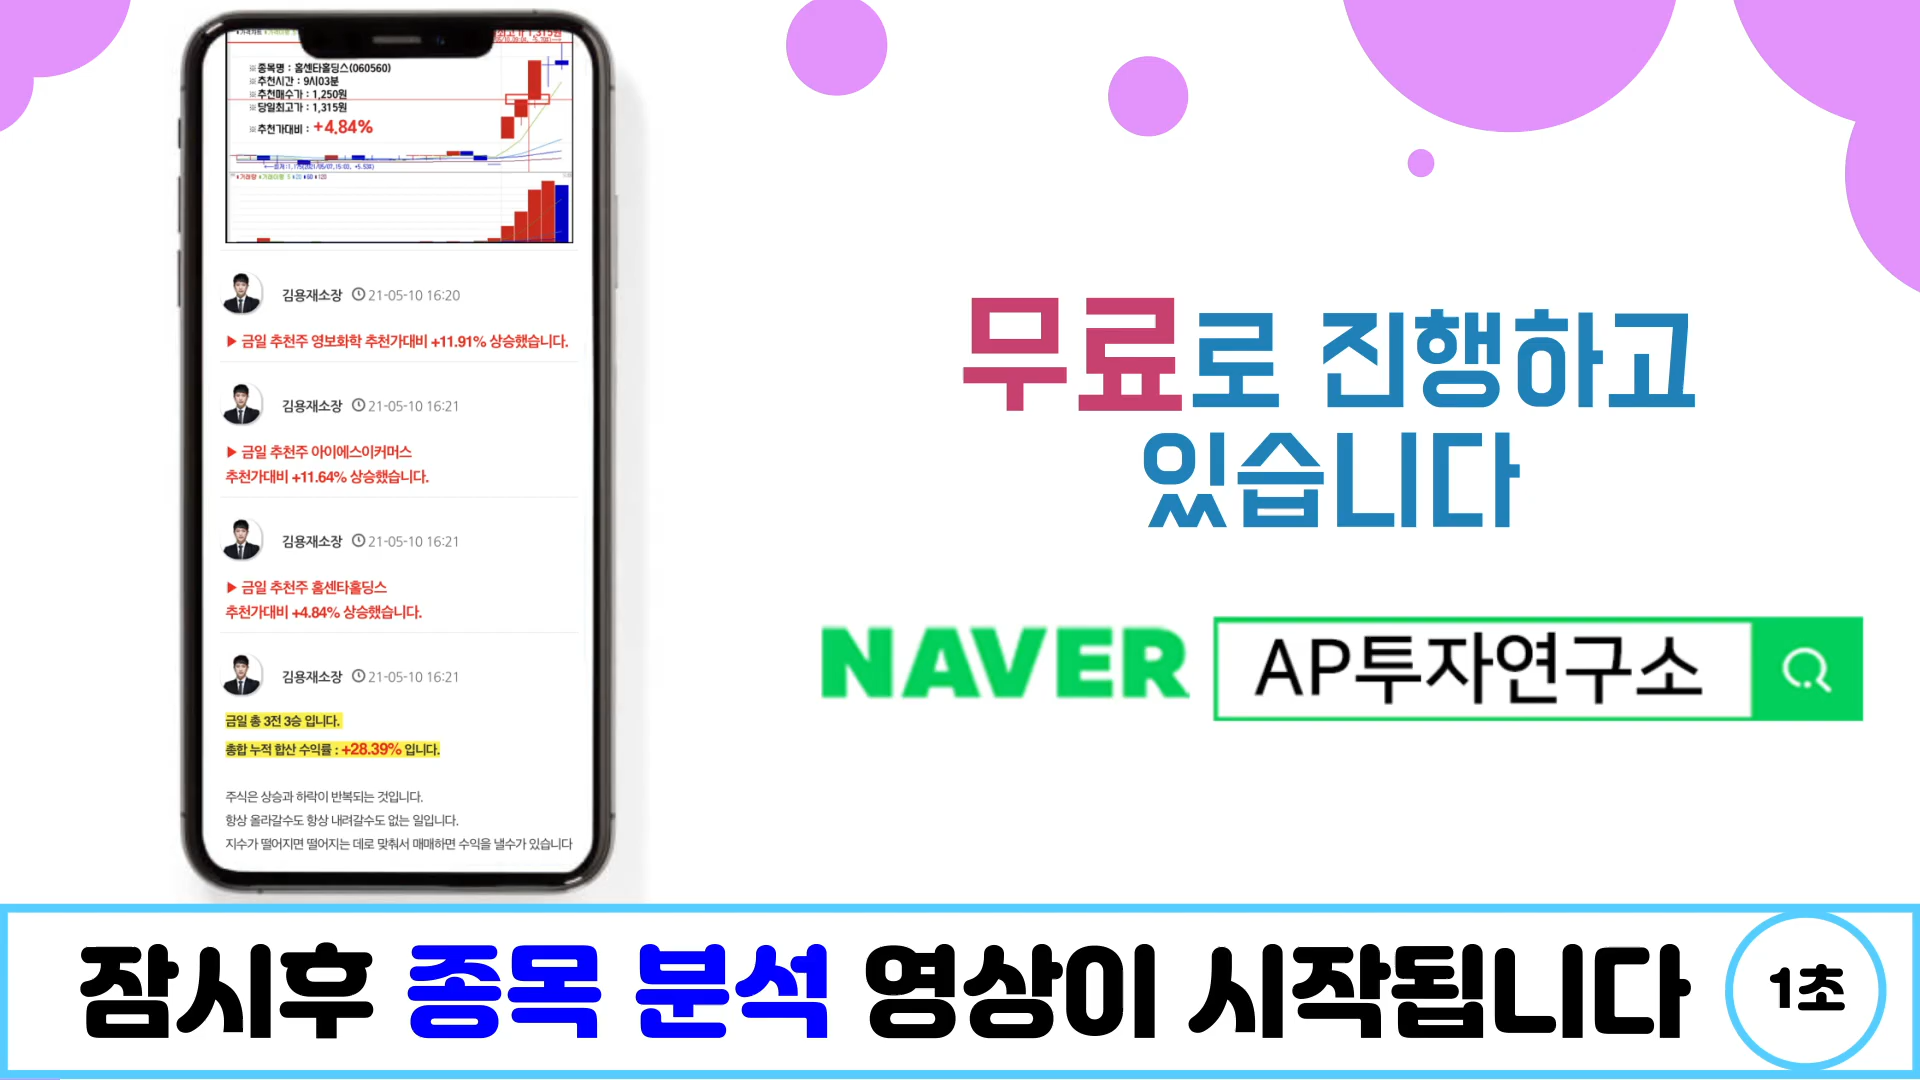 ※종목명 : 홈센타홀딩스(060560)
※추천시간 : 9시03분
※추천매수가 : 1,250원
※당일최고가 : 1,315원
※추천가대비 : +4.84%
김용재소장 21-05-10 16:20
▶ 금일 추천주 영보화학 추천가대비 +11.91% 상승했습니다.
김용재소장 21-05-10 16:21
▶ 금일 추천주 아이에스이커머스
추천가대비 +11.64% 상승했습니다.
김용재소장 21-05-10 16:21
▶ 금일 추천주 홈센타홀딩스
추천가대비 +4.84% 상승했습니다.
김용재소장 21-05-10 16:21
금일 총 3전 3승 입니다.
총합 누적 합산 수익률 : +28.39% 입니다.
주식은 상승과 하락이 반복되는 것입니다.
항상 올라갈수도 항상 내려갈수도 없는 일입니다.
지수가 떨어지면 떨어지는 데로 맞춰서 매매하면 수익을 낼수가 있습니다
무료로 진행하고
있습니다
NAVER AP투자연구소
잠시후 종목 분석 영상이 시작됩니다 1초